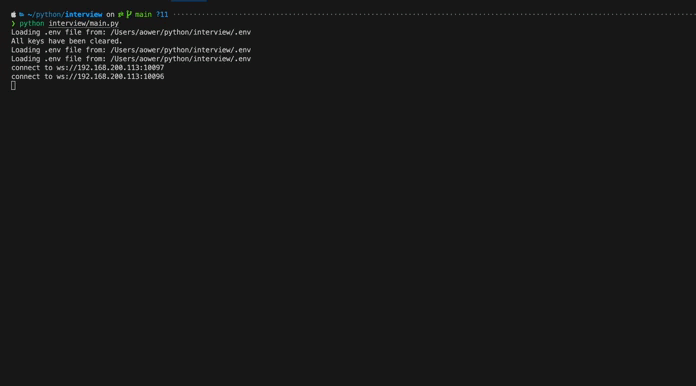 ~/python/interview on main ?11
❯ python interview/main.py
Loading .env file from: /Users/aower/python/interview/.env
All keys have been cleared.
Loading .env file from: /Users/aower/python/interview/.env
Loading .env file from: /Users/aower/python/interview/.env
connect to ws://192.168.200.113:10097
connect to ws://192.168.200.113:10096